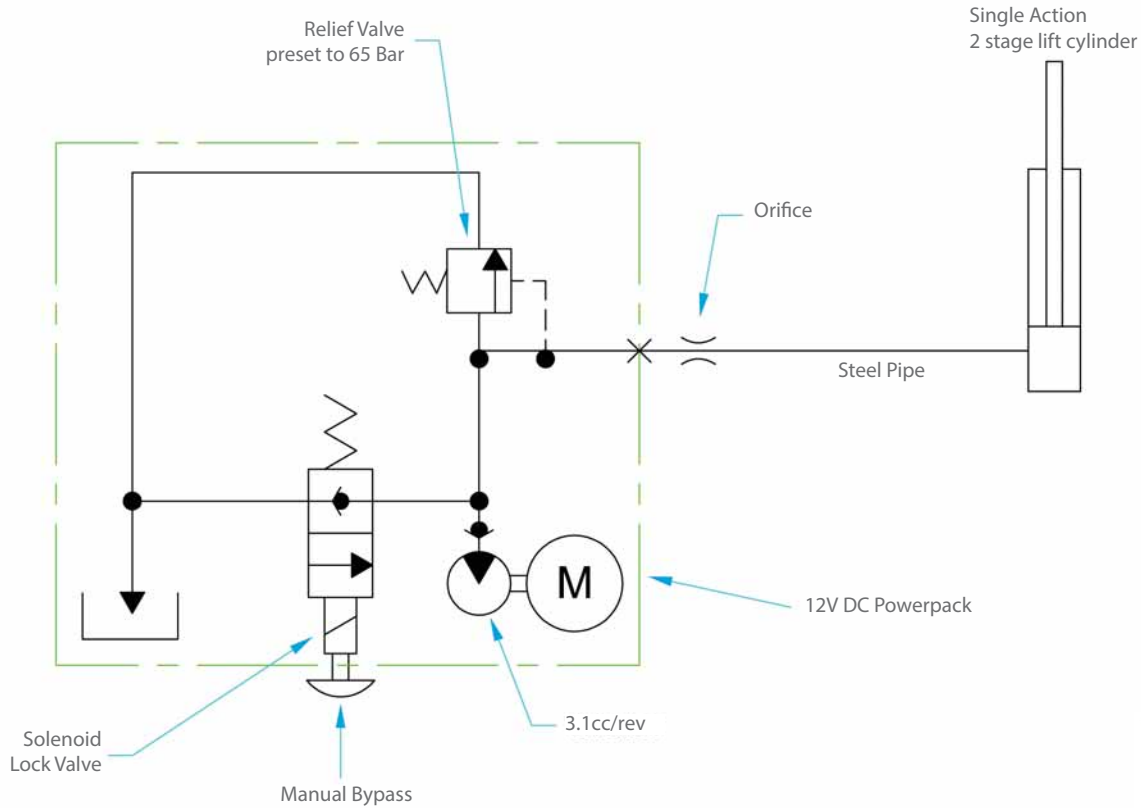 Single Action
2 stage lift cylinder
Relief Valve
preset to 65 Bar
Orifice
Steel Pipe
M
12V DC Powerpack
3.1cc/rev
Solenoid
Lock Valve
Manual Bypass